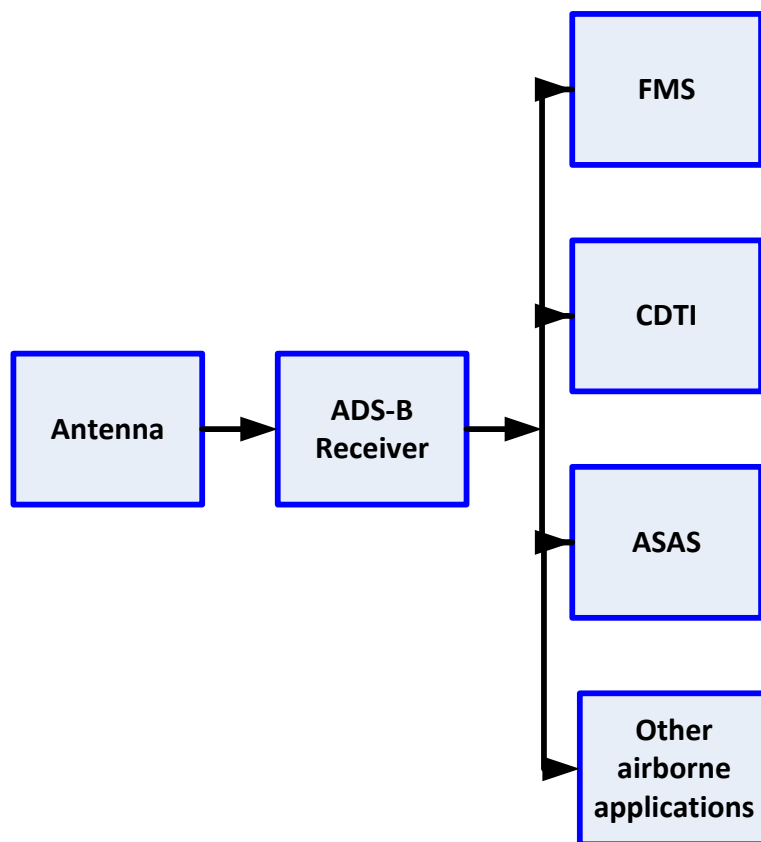 FMS
CDTI
Antenna
ADS-B
Receiver
ASAS
Other
airborne
applications